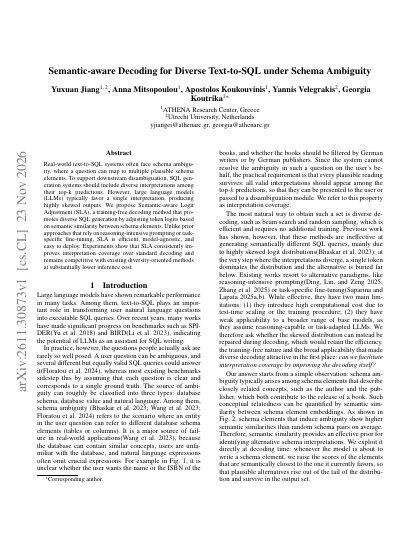 Semantic-aware Decoding for Diverse Text-to-SQL under Schema Ambiguity
Yuxuan Jiang1, 2, Anna Mitsopoulou1, Apostolos Koukouvinis1, Yannis Velegrakis2, Georgia
Koutrika1*
1ATHENA Research Center, Greece
2Utrecht University, Netherlands
yjianges@athenarc.gr, georgia@athenarc.gr
arXiv:2611.30873v1 [cs.CL] 23 Nov 2026
Abstract
Real-world text-to-SQL systems often face schema ambiguity,
where a question can map to multiple plausible schema
elements. To support downstream disambiguation, SQL generation
systems should include diverse interpretations among
their top-k predictions. However, large language models
(LLMs) typically favor a single interpretation, producing
highly skewed outputs. We propose Semantic-aware Logit
Adjustment (SLA), a training-free decoding method that promotes
diverse SQL generation by adjusting token logits based
on semantic similarity between schema elements. Unlike
prior approaches that rely on reasoning-intensive prompting or task-specific
fine-tuning, SLA is efficient, model-agnostic, and
easy to deploy. Experiments show that SLA consistently improves
interpretation coverage over standard decoding and
remains competitive with existing diversity-oriented methods
at substantially lower inference cost.
1 Introduction
Large language models have shown remarkable performance
in many tasks. Among them, text-to-SQL plays an important
role in transforming user natural language questions
into executable SQL queries. Over recent years, many works
have made significant progress on benchmarks such as SPIDER(Yu
et al. 2018) and BIRD(Li et al. 2023), indicating
the potential of LLMs as an assistant for SQL writing.
In practice, however, the questions people actually ask are
rarely so well posed. A user question can be ambiguous, and
several different but equally valid SQL queries could answer
it(Floratou et al. 2024), whereas most existing benchmarks
sidestep this by assuming that each question is clear and
corresponds to a single ground truth. The source of ambiguity
can be roughly classified into three types: database
schema, database value and natural language. Among them,
schema ambiguity (Bhaskar et al. 2023; Wang et al. 2023;
Floratou et al. 2024) refers to the scenario where an entity
in the user question can refer to different database schema
elements (tables or columns). It is a major source of failure
in real-world applications(Wang et al. 2023), because
the database can contain similar concepts, users are unfamiliar
with the database, and natural language expressions
often omit crucial expressions. For example in Fig. 1, it is
unclear whether the user wants the name or the ISBN of the
*Corresponding author.
books, and whether the books should be filtered by German
writers or by German publishers. Since the system cannot
resolve the ambiguity in such a question on the user's behalf,
the practical requirement is that every plausible reading
survives: all valid interpretations should appear among the
top-k predictions, so that they can be presented to the user or
passed to a disambiguation module. We refer to this property
as interpretation coverage.
The most natural way to obtain such a set is diverse decoding,
such as beam search and random sampling, which is
efficient and requires no additional training. Previous work
has shown, however, that these methods are ineffective at
generating semantically different SQL queries, mainly due
to highly skewed logit distributions(Bhaskar et al. 2023): at
the very step where the interpretations diverge, a single token
dominates the distribution and the alternative is buried far
below. Existing works resort to alternative paradigms, like
reasoning-intensive prompting(Ding, Lin, and Zeng 2025;
Zhang et al. 2025) or task-specific fine-tuning(Saparina and
Lapata 2025a,b). While effective, they have two main limitations:
(1) they introduce high computational cost due to
test-time scaling or the training procedure, (2) they have
weak applicability to a broader range of base models, as
they assume reasoning-capable or task-adapted LLMs. We
therefore ask whether the skewed distribution can instead be
repaired during decoding, which would retain the efficiency,
the training-free nature and the broad applicability that made
diverse decoding attractive in the first place: can we facilitate
interpretation coverage by improving the decoding itself?
Our answer starts from a simple observation: schema ambiguity
typically arises among schema elements that describe
closely related concepts, such as the author and the publisher,
which both contribute to the release of a book. Such
conceptual relatedness can be quantified by semantic similarity
between schema element embeddings. As shown in
Fig. 2, schema elements that induce ambiguity show higher
semantic similarities than random schema pairs on average.
Therefore, semantic similarity provides an effective prior for
identifying alternative schema interpretations. We exploit it
directly at decoding time: whenever the model is about to
write a schema element, we raise the scores of the elements
that are semantically closest to the one it currently favors, so
that plausible alternatives rise out of the tail of the distribution
and survive in the output set.